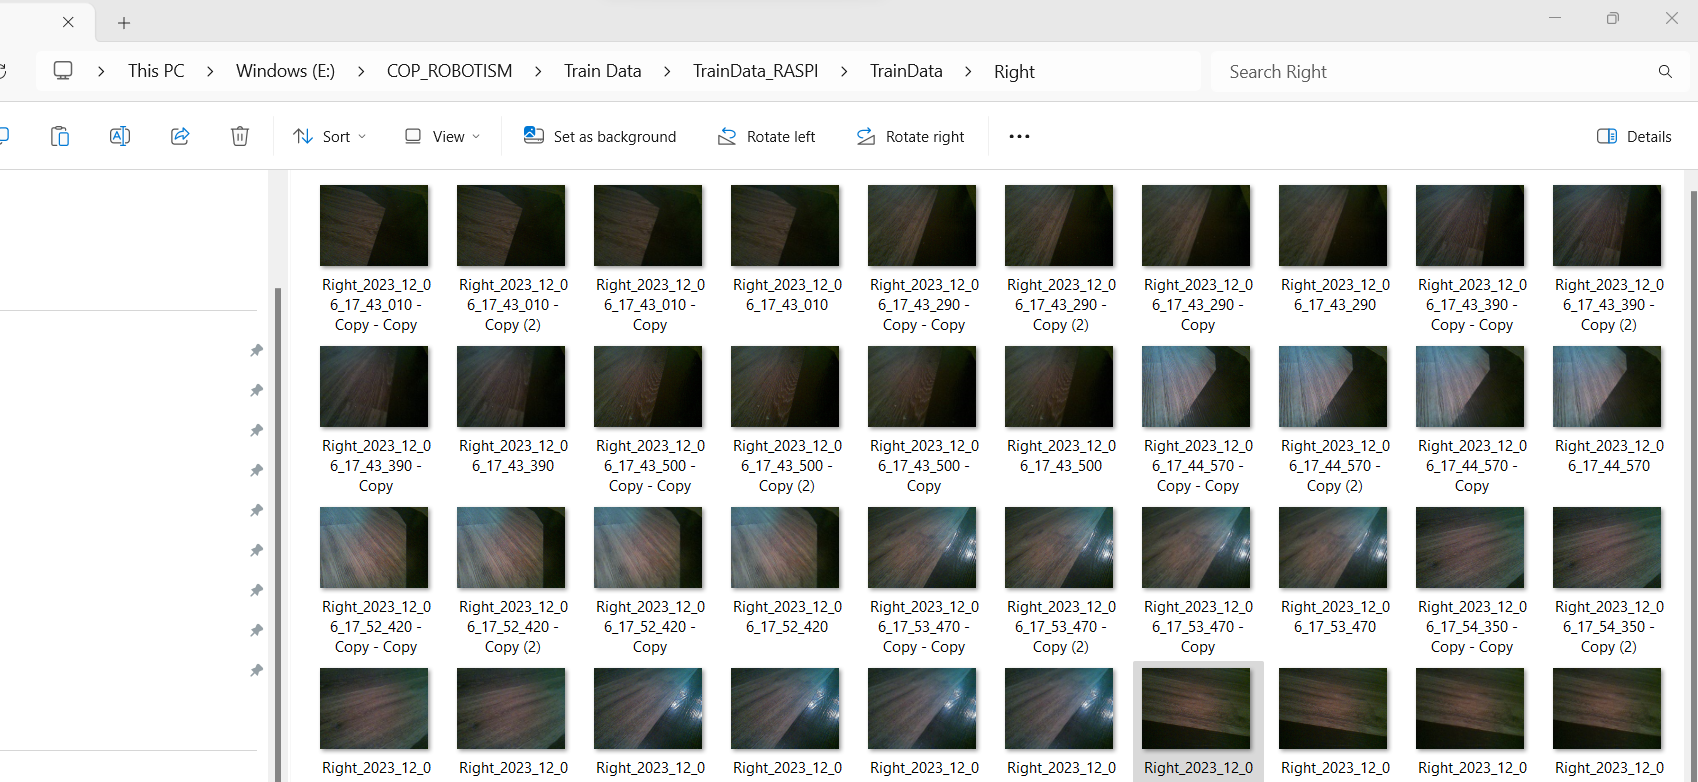 This PC > Windows (E:) > COP_ROBOTISM > Train Data > TrainData_RASPI > TrainData > Right
Search Right
Sort View Set as background Rotate left Rotate right Details
Right_2023_12_0 Right_2023_12_0 Right_2023_12_0 Right_2023_12_0 Right_2023_12_0 Right_2023_12_0 Right_2023_12_0 Right_2023_12_0 Right_2023_12_0 Right_2023_12_0
6_17_43_010 - 6_17_43_010 - 6_17_43_010 - 6_17_43_010 6_17_43_290 - 6_17_43_290 - 6_17_43_290 - 6_17_43_290 6_17_43_390 - 6_17_43_390 -
Copy - Copy Copy (2) Copy Copy - Copy Copy (2) Copy Copy - Copy Copy (2)
Right_2023_12_0 Right_2023_12_0 Right_2023_12_0 Right_2023_12_0 Right_2023_12_0 Right_2023_12_0 Right_2023_12_0 Right_2023_12_0 Right_2023_12_0 Right_2023_12_0
6_17_43_390 - 6_17_43_390 6_17_43_500 - 6_17_43_500 - 6_17_43_500 - 6_17_43_500 6_17_44_570 - 6_17_44_570 - 6_17_44_570 - 6_17_44_570
Copy Copy - Copy Copy (2) Copy Copy - Copy Copy (2) Copy
Right_2023_12_0 Right_2023_12_0 Right_2023_12_0 Right_2023_12_0 Right_2023_12_0 Right_2023_12_0 Right_2023_12_0 Right_2023_12_0 Right_2023_12_0 Right_2023_12_0
6_17_52_420 - 6_17_52_420 - 6_17_52_420 - 6_17_52_420 6_17_53_470 - 6_17_53_470 - 6_17_53_470 - 6_17_53_470 6_17_54_350 - 6_17_54_350 -
Copy - Copy Copy (2) Copy Copy - Copy Copy (2) Copy Copy - Copy Copy (2)
Right_2023_12_0 Right_2023_12_0 Right_2023_12_0 Right_2023_12_0 Right_2023_12_0 Right_2023_12_0 Right_2023_12_0 Right_2023_12_0 Right_2023_12_0 Right_2023_12_0